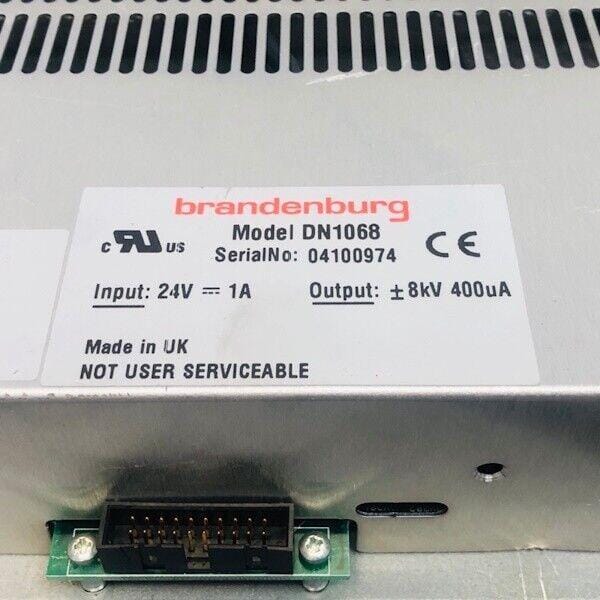 brandenburg
Model DN1068
SerialNo: 04100974
c RU US
CE
Input: 24V ⎓ 1A Output: ±8kV 400uA
Made in UK
NOT USER SERVICEABLE